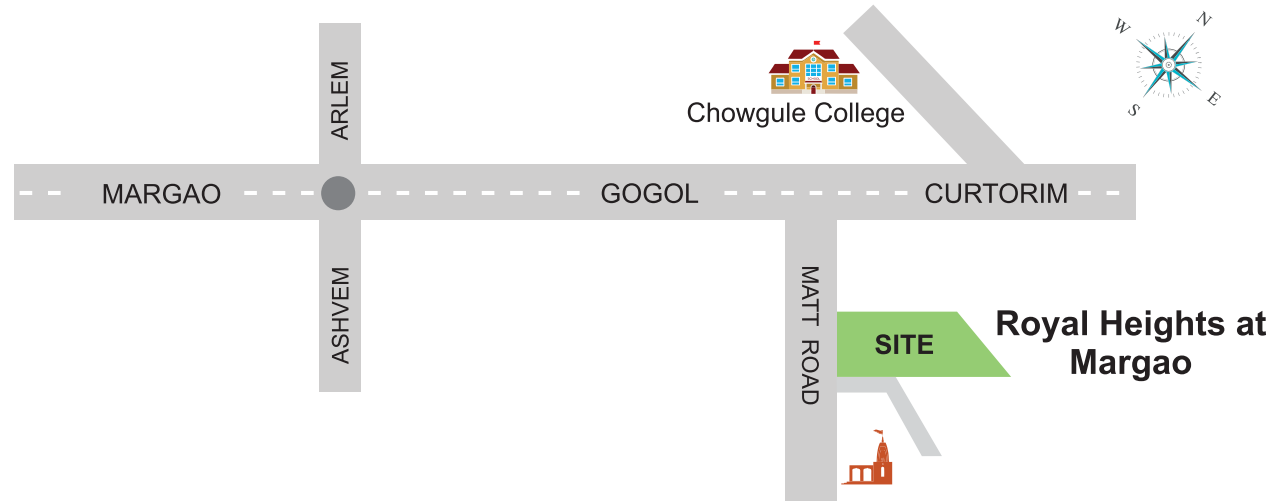 N
W
E
S
ARLEM
Chowgule College
MARGAO
GOGOL
CURTORIM
ASHVEM
MATT ROAD
SITE
Royal Heights at
Margao